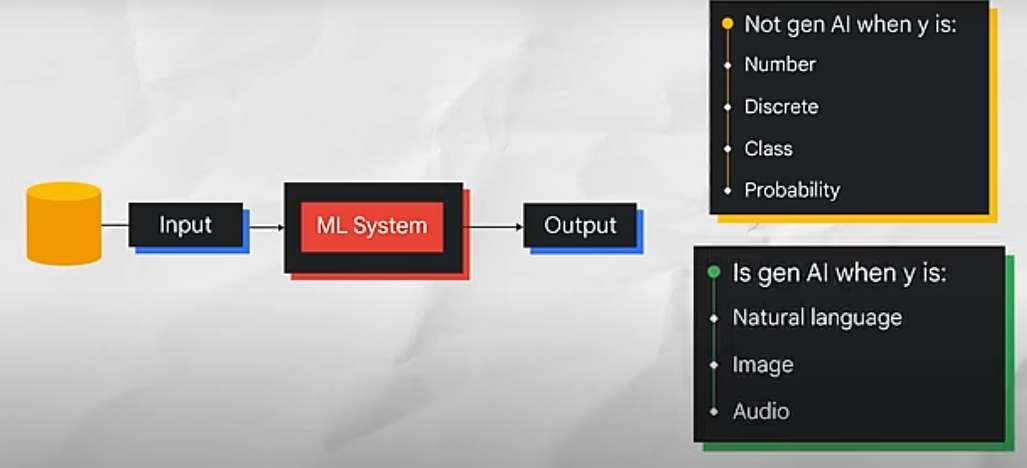 Input
ML System
Output
Not gen AI when y is:
Number
Discrete
Class
Probability
Is gen AI when y is:
Natural language
Image
Audio